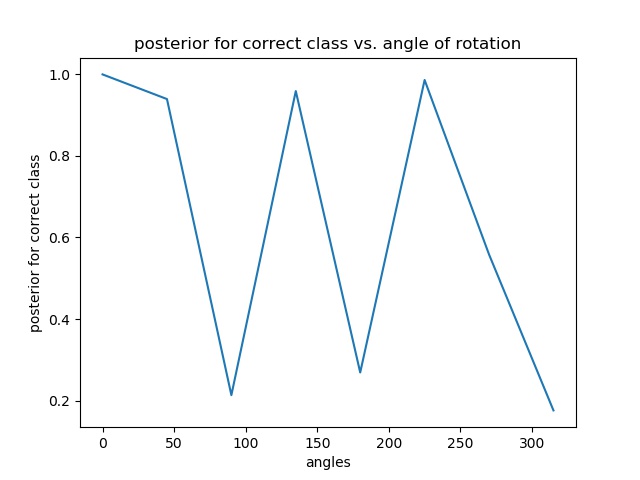 posterior for correct class vs. angle of rotation
1.0
0.8
0.6
0.4
0.2
posterior for correct class
0 50 100 150 200 250 300
angles